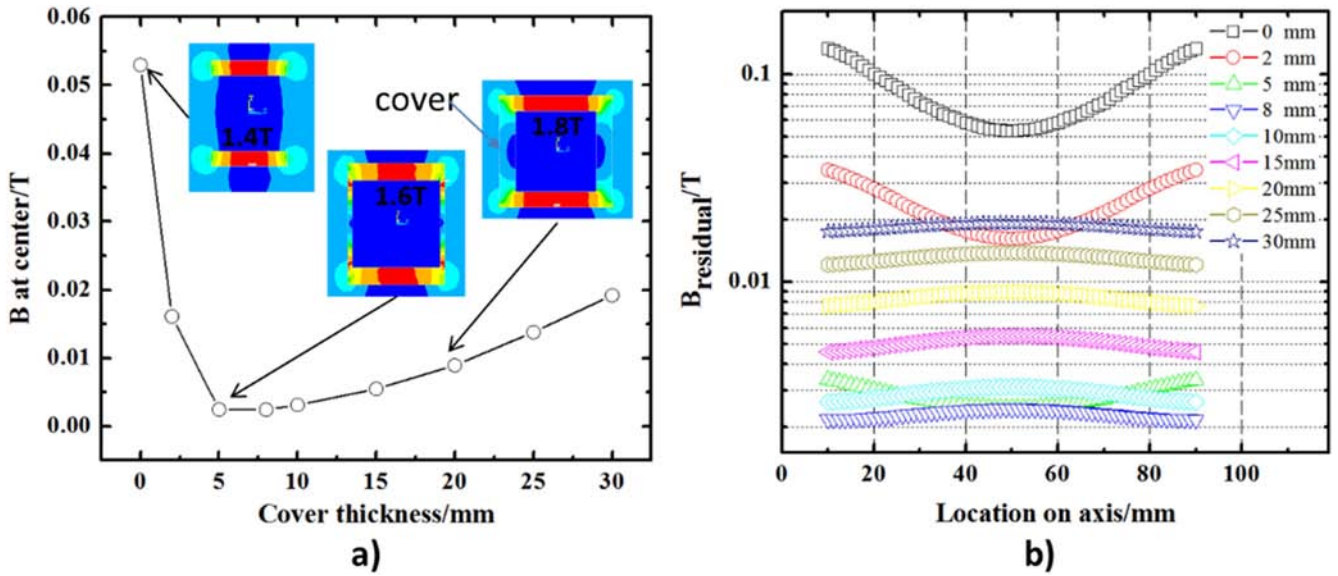 0.06
0.05
0.04
0.03
0.02
0.01
0.00
B at center/T
1.4T
1.6T
cover
1.8T
0 5 10 15 20 25 30
Cover thickness/mm
a)
0.1
0.01
Bresidual/T
0 mm
2 mm
5 mm
8 mm
10mm
15mm
20mm
25mm
30mm
0 20 40 60 80 100
Location on axis/mm
b)